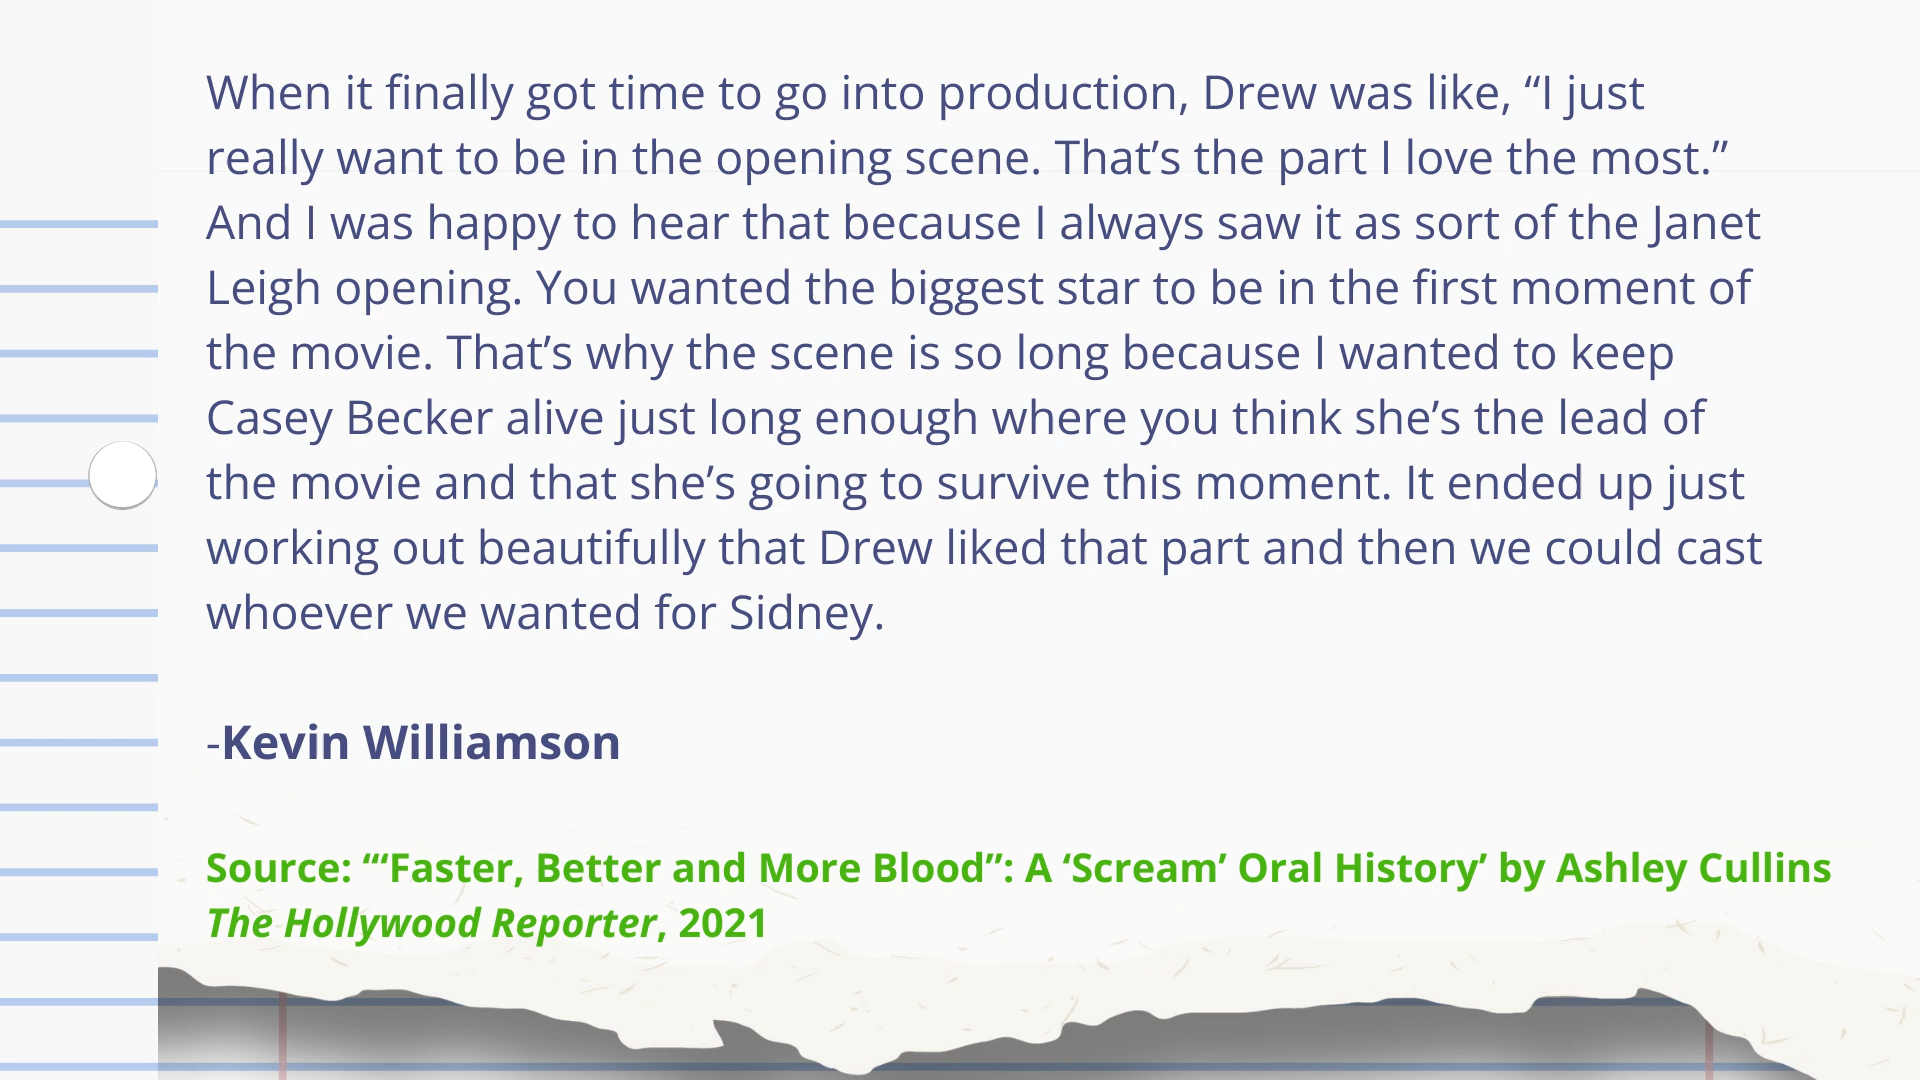 When it finally got time to go into production, Drew was like, “I just
really want to be in the opening scene. That’s the part I love the most.”
And I was happy to hear that because I always saw it as sort of the Janet
Leigh opening. You wanted the biggest star to be in the first moment of
the movie. That’s why the scene is so long because I wanted to keep
Casey Becker alive just long enough where you think she’s the lead of
the movie and that she’s going to survive this moment. It ended up just
working out beautifully that Drew liked that part and then we could cast
whoever we wanted for Sidney.
-Kevin Williamson
Source: “‘Faster, Better and More Blood”: A ‘Scream’ Oral History’ by Ashley Cullins
The Hollywood Reporter, 2021